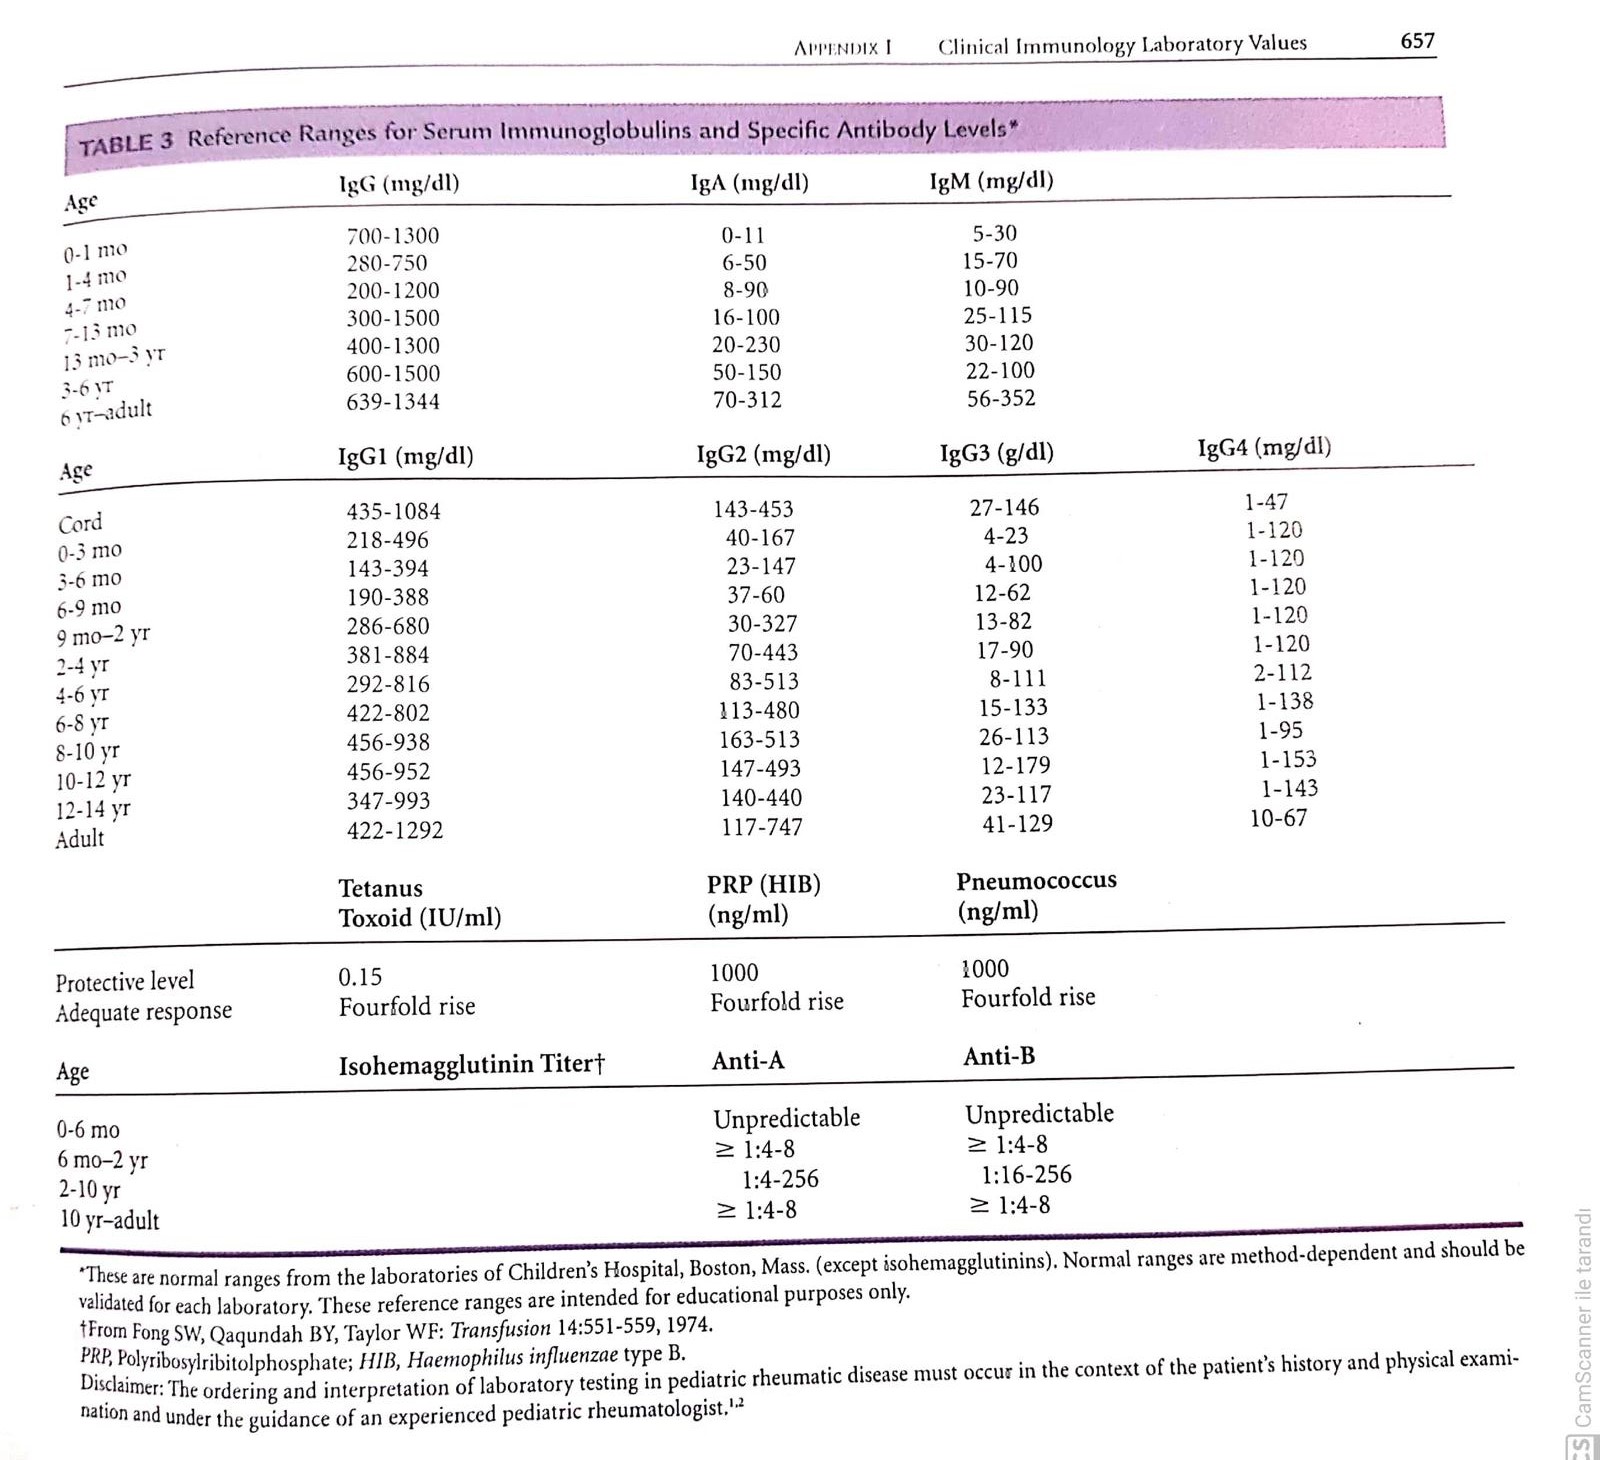 APPENDIX I Clinical Immunology Laboratory Values 657
TABLE 3 Reference Ranges for Serum Immunoglobulins and Specific Antibody Levels*
Age IgG (mg/dl) IgA (mg/dl) IgM (mg/dl)
0-1 mo 700-1300 0-11 5-30
1-4 mo 280-750 6-50 15-70
4-7 mo 200-1200 8-90 10-90
7-13 mo 300-1500 16-100 25-115
13 mo–3 yr 400-1300 20-230 30-120
3-6 yr 600-1500 50-150 22-100
6 yr–adult 639-1344 70-312 56-352
Age IgG1 (mg/dl) IgG2 (mg/dl) IgG3 (g/dl) IgG4 (mg/dl)
Cord 435-1084 143-453 27-146 1-47
0-3 mo 218-496 40-167 4-23 1-120
3-6 mo 143-394 23-147 4-100 1-120
6-9 mo 190-388 37-60 12-62 1-120
9 mo–2 yr 286-680 30-327 13-82 1-120
2-4 yr 381-884 70-443 17-90 1-120
4-6 yr 292-816 83-513 8-111 2-112
6-8 yr 422-802 113-480 15-133 1-138
8-10 yr 456-938 163-513 26-113 1-95
10-12 yr 456-952 147-493 12-179 1-153
12-14 yr 347-993 140-440 23-117 1-143
Adult 422-1292 117-747 41-129 10-67
Tetanus PRP (HIB) Pneumococcus
Toxoid (IU/ml) (ng/ml) (ng/ml)
Protective level 0.15 1000 1000
Adequate response Fourfold rise Fourfold rise Fourfold rise
Age Isohemagglutinin Titer† Anti-A Anti-B
0-6 mo Unpredictable Unpredictable
6 mo–2 yr ≥ 1:4-8 ≥ 1:4-8
2-10 yr 1:4-256 1:16-256
10 yr–adult ≥ 1:4-8 ≥ 1:4-8
*These are normal ranges from the laboratories of Children's Hospital, Boston, Mass. (except isohemagglutinins). Normal ranges are method-dependent and should be
validated for each laboratory. These reference ranges are intended for educational purposes only.
†From Fong SW, Qaqundah BY, Taylor WF: Transfusion 14:551-559, 1974.
PRP, Polyribosylribitolphosphate; HIB, Haemophilus influenzae type B.
Disclaimer: The ordering and interpretation of laboratory testing in pediatric rheumatic disease must occur in the context of the patient's history and physical exami-
nation and under the guidance of an experienced pediatric rheumatologist.1,2
CS CamScanner ile tarandı